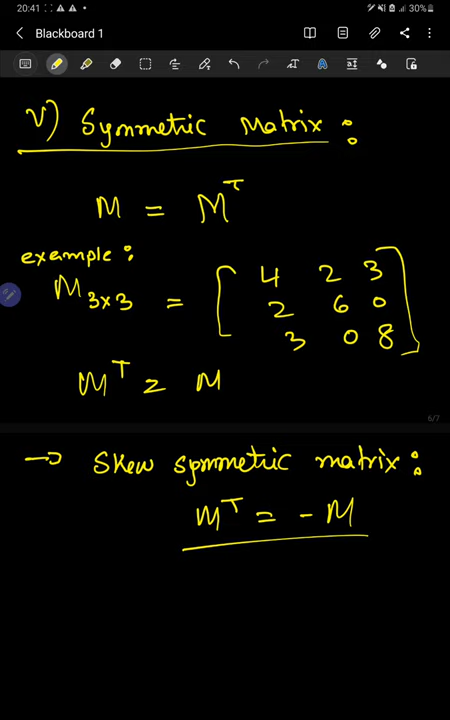 20:41
30%
Blackboard 1
V) Symmetric Matrix :
M = M^T
example :
M 3x3 = [ 4 2 3
2 6 0
3 0 8 ]
M^T = M
6/7
→ Skew symmetric matrix :
M^T = - M